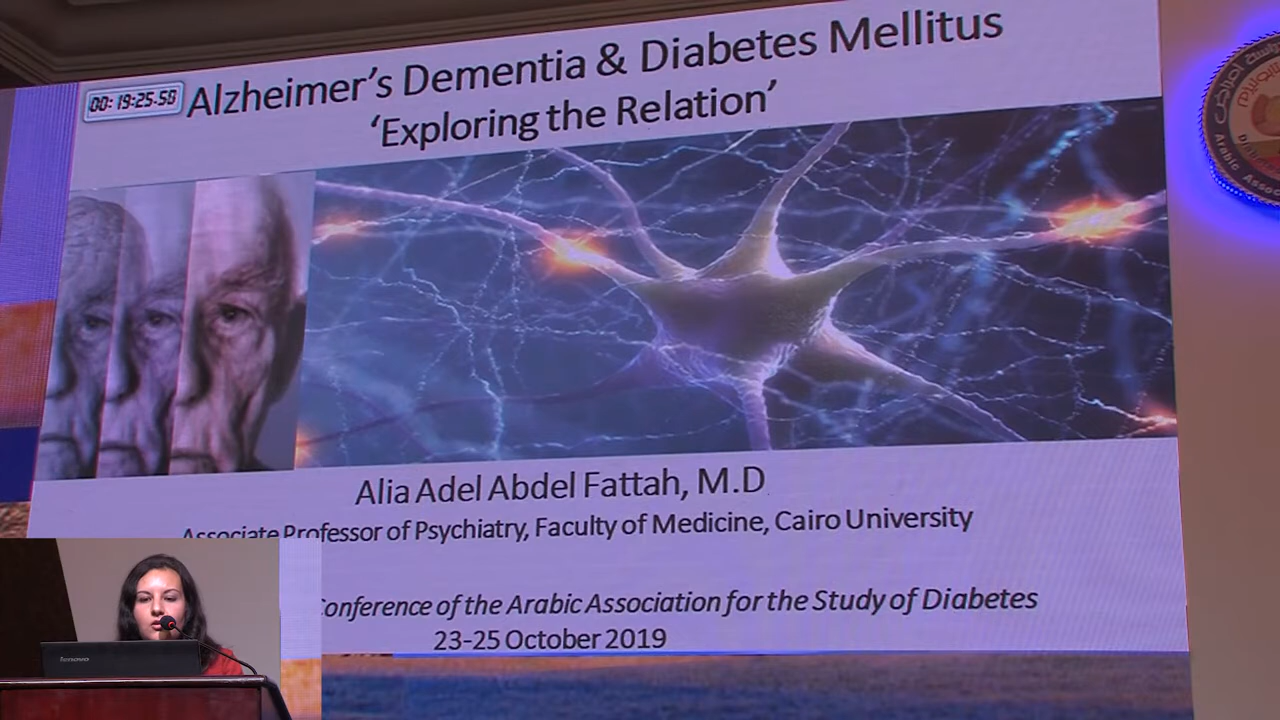 00: 19:25.50
Alzheimer's Dementia & Diabetes Mellitus
'Exploring the Relation'
Alia Adel Abdel Fattah, M.D
Associate Professor of Psychiatry, Faculty of Medicine, Cairo University
Conference of the Arabic Association for the Study of Diabetes
23-25 October 2019
lenovo
Arabic